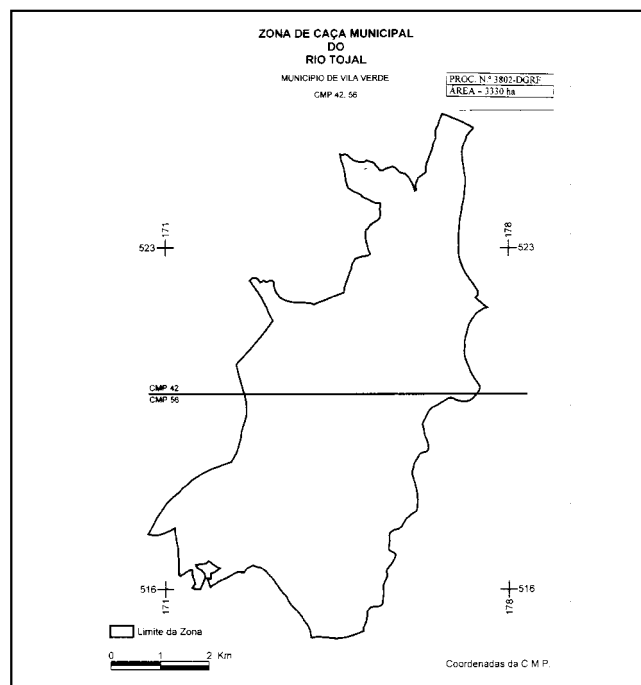 ZONA DE CAÇA MUNICIPAL
DO
RIO TOJAL
MUNICIPIO DE VILA VERDE
CMP 42, 56
PROC. N.º 3802-DGRF
ÁREA - 3330 ha
171
178
523
523
CMP 42
CMP 56
516
516
171
178
Limite da Zona
0 1 2 Km
Coordenadas da C M P.